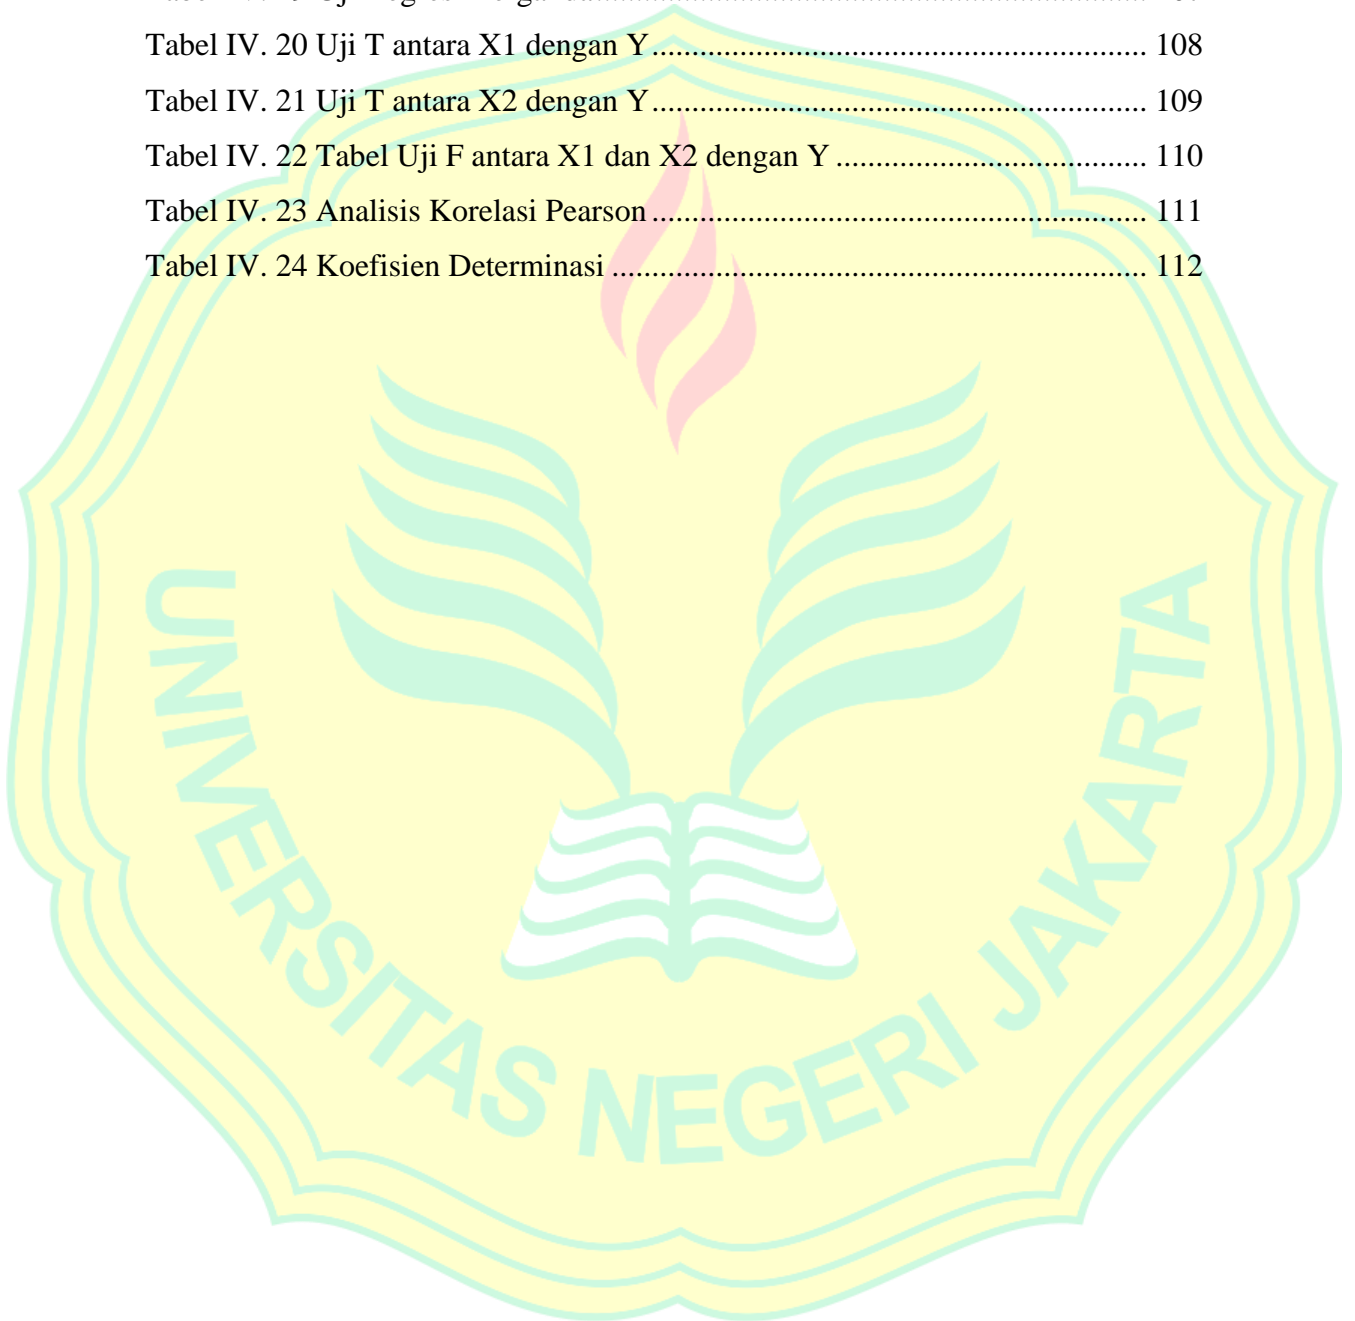 Tabel IV. 20 Uji T antara X1 dengan Y............................................................. 108
Tabel IV. 21 Uji T antara X2 dengan Y............................................................. 109
Tabel IV. 22 Tabel Uji F antara X1 dan X2 dengan Y ...................................... 110
Tabel IV. 23 Analisis Korelasi Pearson ............................................................. 111
Tabel IV. 24 Koefisien Determinasi .................................................................. 112
UNIVERSITAS NEGERI JAKARTA